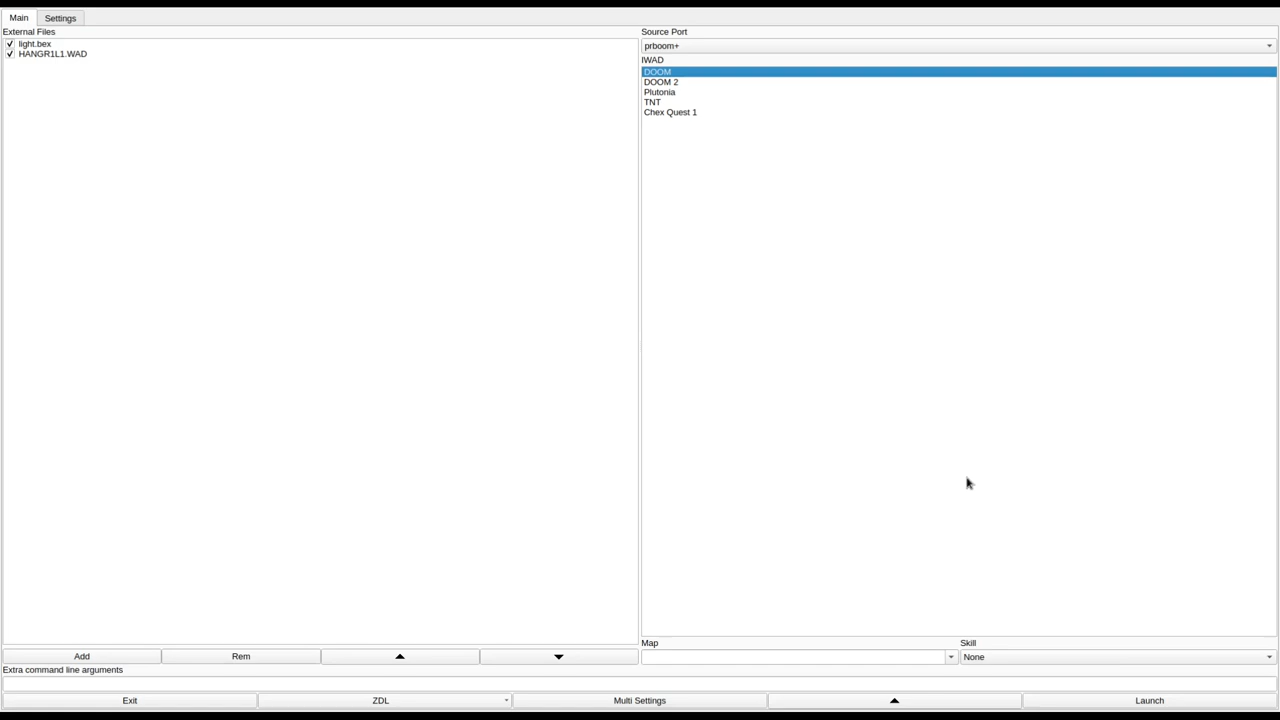 Main Settings
External Files
light.bex
HANGR1L1.WAD
Source Port
prboom+
IWAD
DOOM
DOOM 2
Plutonia
TNT
Chex Quest 1
Map Skill
None
Add Rem
Extra command line arguments
Exit ZDL Multi Settings Launch